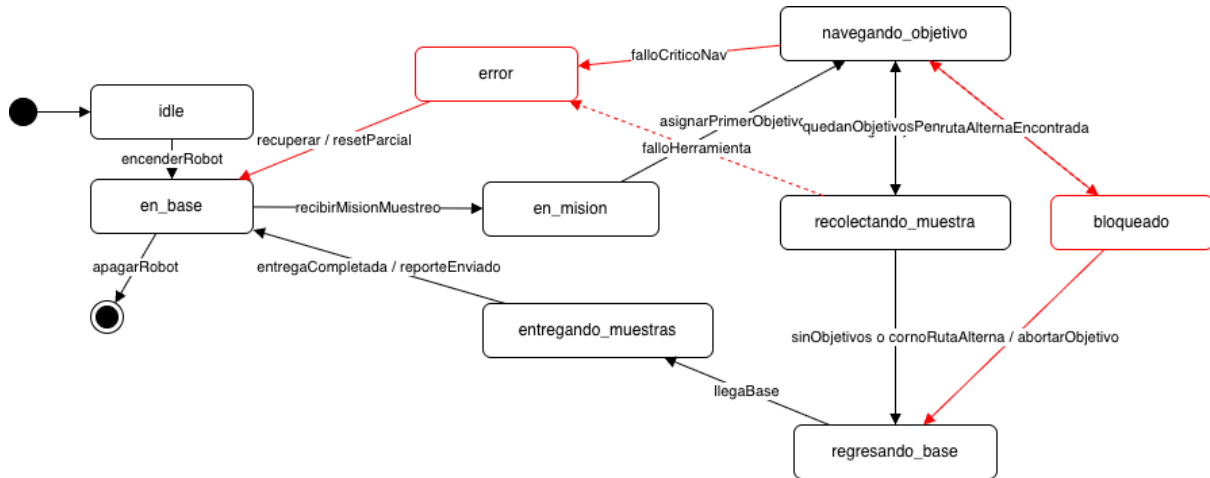 navegando_objetivo
falloCriticoNav
error
idle
asignarPrimerObjetivo
quedanObjetivosPen
rutaAlternaEncontrada
recuperar / resetParcial
falloHerramienta
encenderRobot
en_base
recibirMisionMuestreo
en_mision
recolectando_muestra
bloqueado
apagarRobot
entregaCompletada / reporteEnviado
entregando_muestras
sinObjetivos o
RutaAlterna / abortarObjetivo
llegaBase
regresando_base